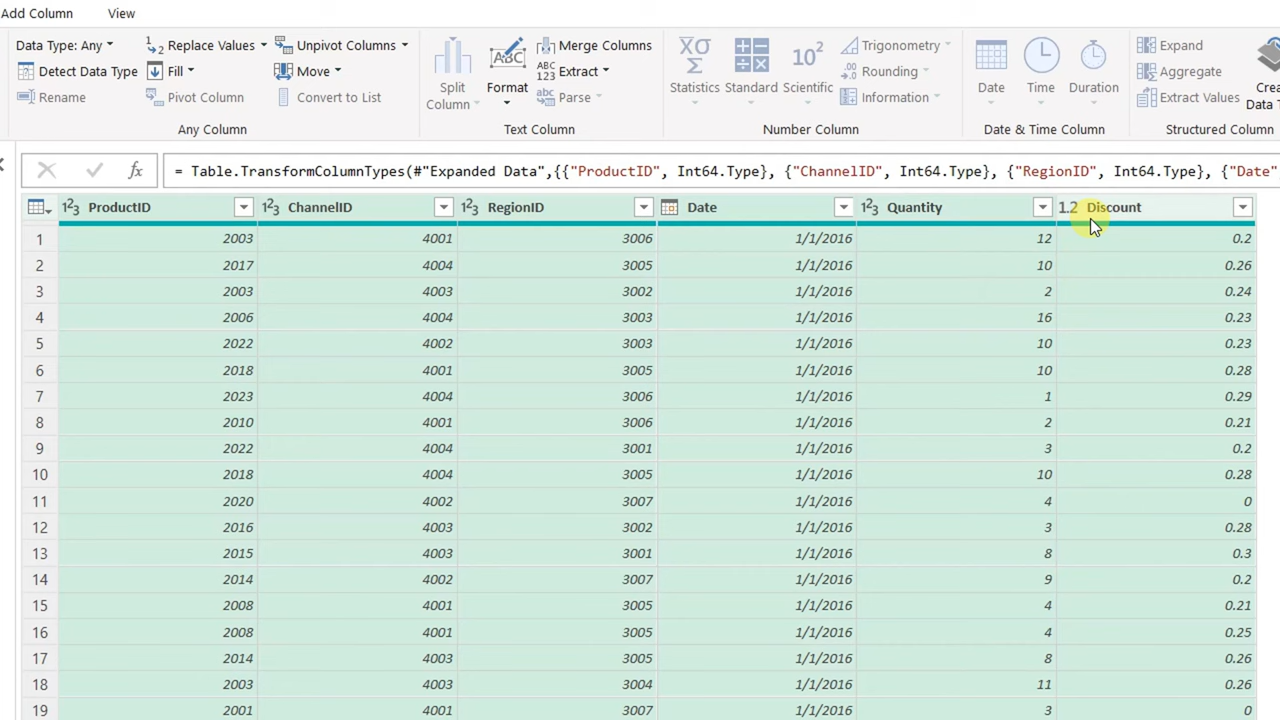 Add Column View
Data Type: Any Replace Values Unpivot Columns Merge Columns Trigonometry Expand
Detect Data Type Fill Move Extract Rounding Aggregate
Rename Pivot Column Convert to List Split Column Format Parse Statistics Standard Scientific Information Date Time Duration Extract Values
Any Column Text Column Number Column Date & Time Column Structured Column
= Table.TransformColumnTypes(#"Expanded Data",{{"ProductID", Int64.Type}, {"ChannelID", Int64.Type}, {"RegionID", Int64.Type}, {"Date"
ProductID ChannelID RegionID Date Quantity 1.2 Discount
1 2003 4001 3006 1/1/2016 12 0.2
2 2017 4004 3005 1/1/2016 10 0.26
3 2003 4003 3002 1/1/2016 2 0.24
4 2006 4004 3003 1/1/2016 16 0.23
5 2022 4002 3003 1/1/2016 10 0.23
6 2018 4001 3005 1/1/2016 10 0.28
7 2023 4004 3006 1/1/2016 1 0.29
8 2010 4001 3006 1/1/2016 2 0.21
9 2022 4004 3001 1/1/2016 3 0.2
10 2018 4004 3005 1/1/2016 10 0.28
11 2020 4002 3007 1/1/2016 4 0
12 2016 4003 3002 1/1/2016 3 0.28
13 2015 4003 3001 1/1/2016 8 0.3
14 2014 4002 3007 1/1/2016 9 0.2
15 2008 4001 3005 1/1/2016 4 0.21
16 2008 4001 3005 1/1/2016 4 0.25
17 2014 4003 3005 1/1/2016 8 0.26
18 2003 4003 3004 1/1/2016 11 0.26
19 2001 4001 3007 1/1/2016 3 0